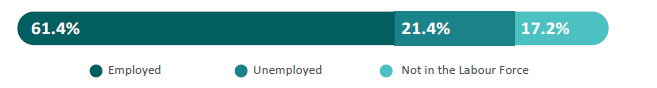 61.4% 21.4% 17.2%
Employed Unemployed Not in the Labour Force